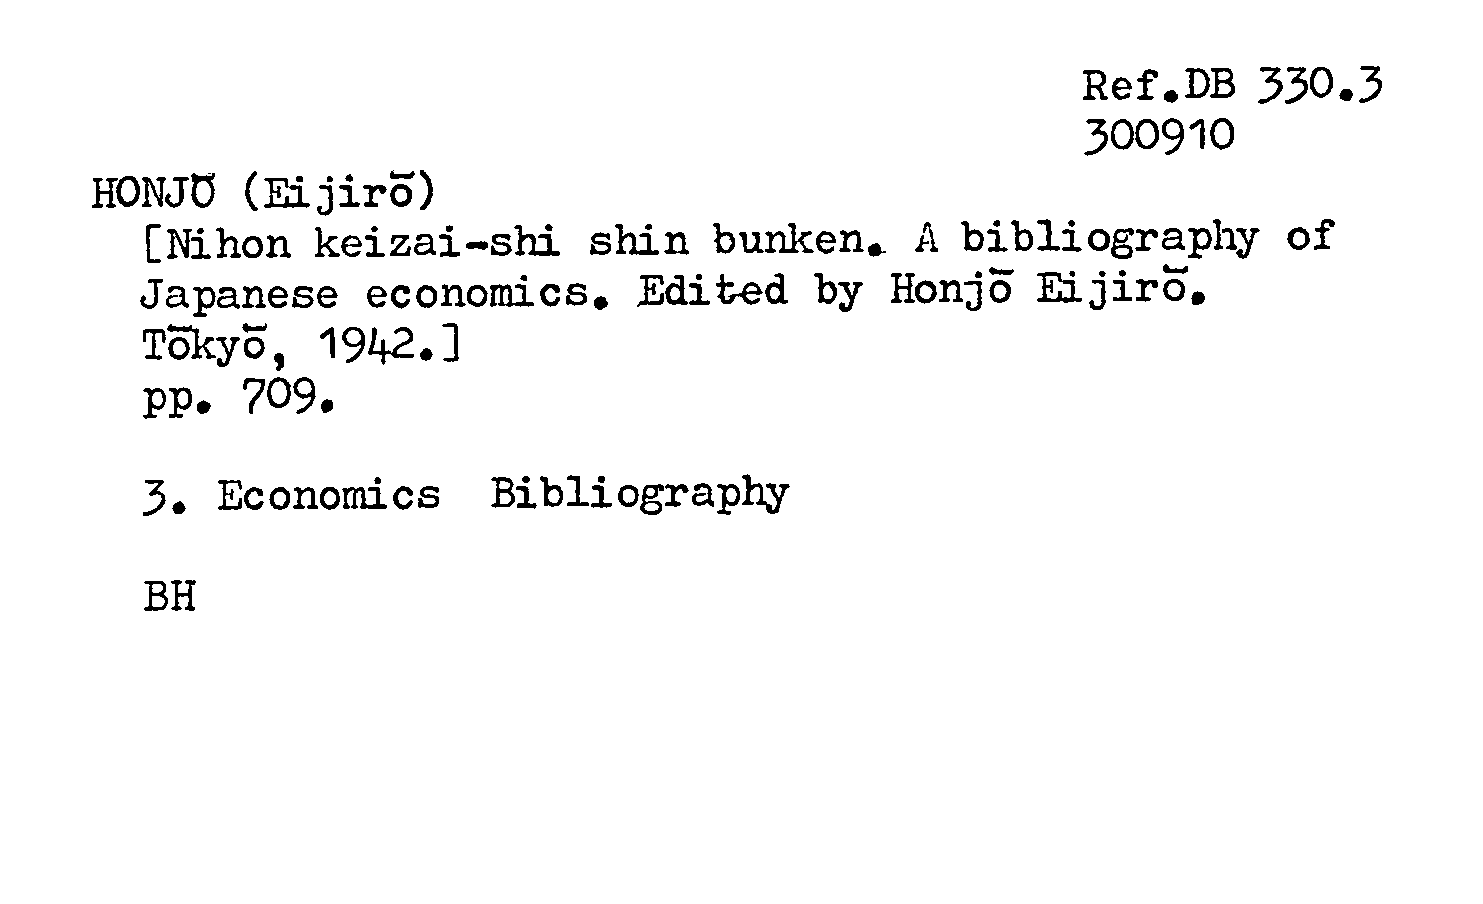 Ref.DB 330.3
300910
HONJŌ (Eijirō)
[Nihon keizai-shi shin bunken. A bibliography of
Japanese economics. Edited by Honjō Eijirō.
Tōkyō, 1942.]
pp. 709.
3. Economics Bibliography
BH